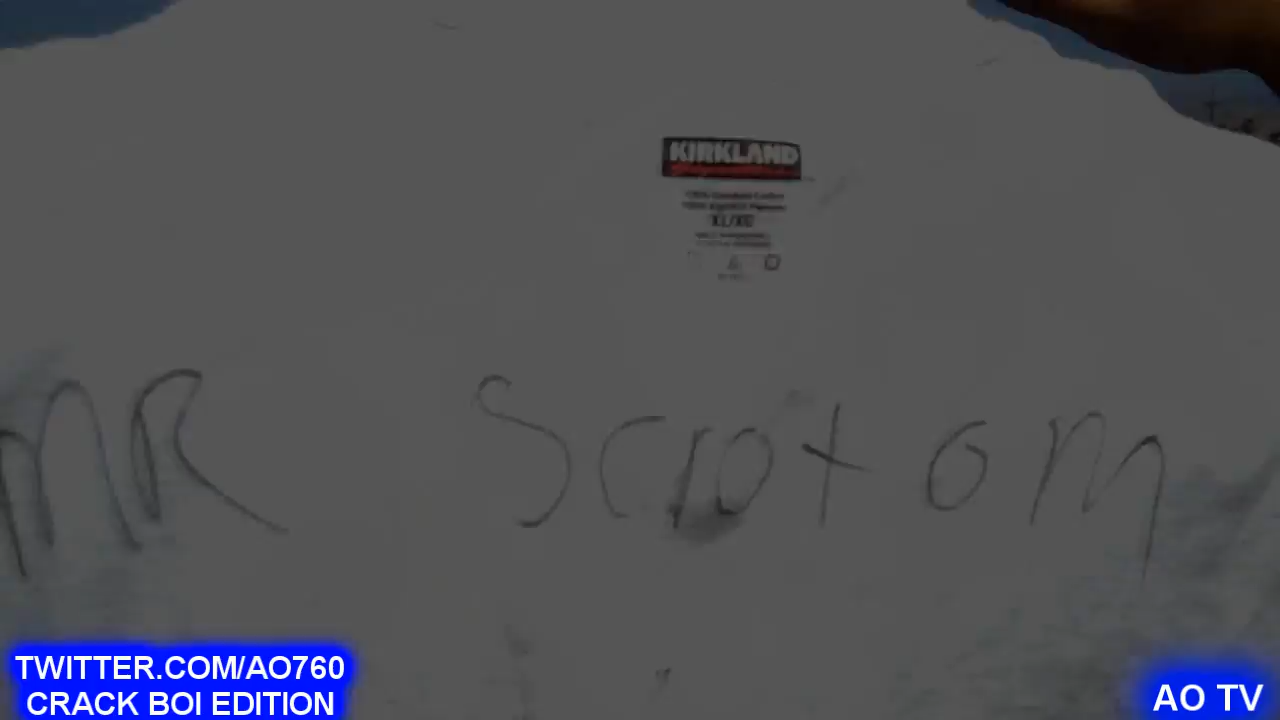 KIRKLAND
XL/XG
MR Scrotom
TWITTER.COM/AO760
CRACK BOI EDITION
AO TV